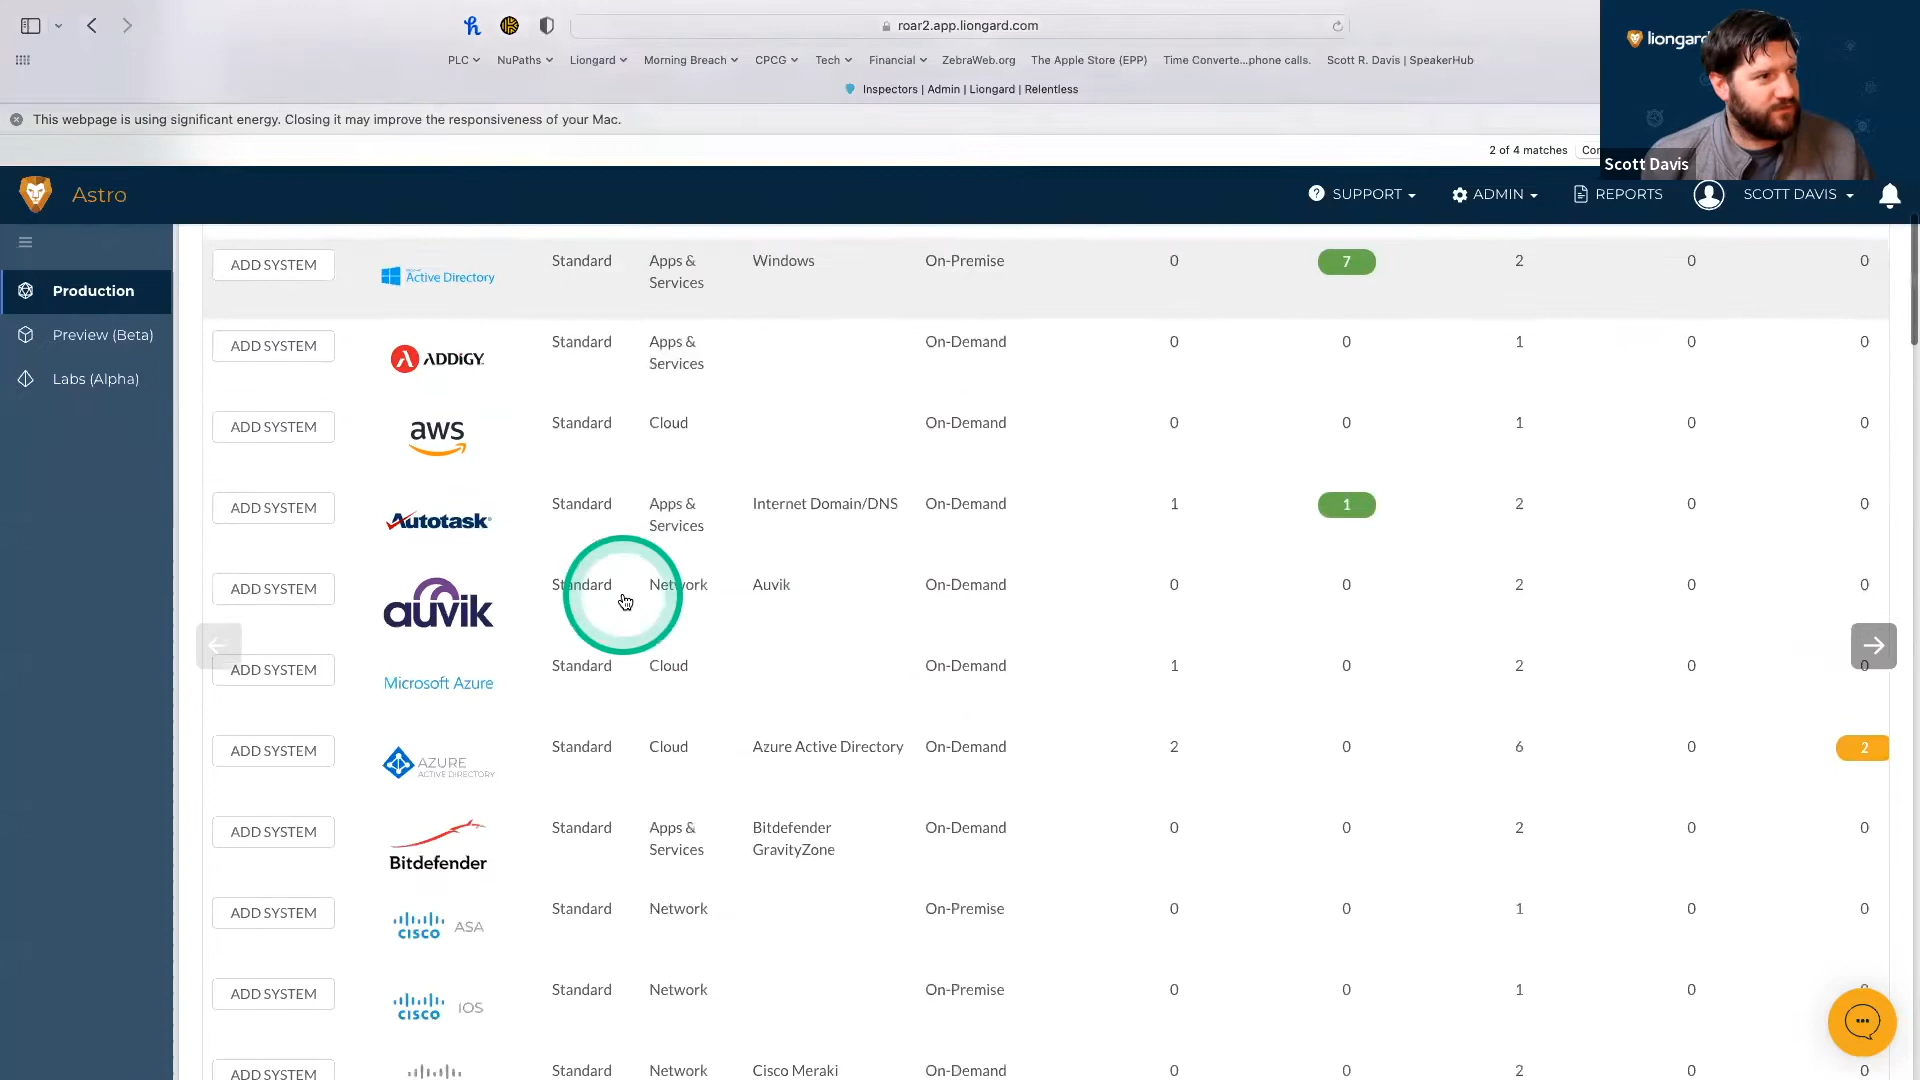 roar2.app.liongard.com
PLC NuPaths Liongard Morning Breach CPCG Tech Financial ZebraWeb.org The Apple Store (EPP) Time Converte...phone calls. Scott R. Davis | SpeakerHub
Inspectors | Admin | Liongard | Relentless
This webpage is using significant energy. Closing it may improve the responsiveness of your Mac.
2 of 4 matches
liongard
Scott Davis
Astro
SUPPORT ADMIN REPORTS SCOTT DAVIS
Production
Preview (Beta)
Labs (Alpha)
ADD SYSTEM Active Directory Standard Apps & Services Windows On-Premise 0 7 2 0 0
ADD SYSTEM ADDIGY Standard Apps & Services On-Demand 0 0 1 0 0
ADD SYSTEM aws Standard Cloud On-Demand 0 0 1 0 0
ADD SYSTEM Autotask Standard Apps & Services Internet Domain/DNS On-Demand 1 1 2 0 0
ADD SYSTEM auvik Standard Network Auvik On-Demand 0 0 2 0 0
ADD SYSTEM Microsoft Azure Standard Cloud On-Demand 1 0 2 0 0
ADD SYSTEM AZURE ACTIVE DIRECTORY Standard Cloud Azure Active Directory On-Demand 2 0 6 0 2
ADD SYSTEM Bitdefender Standard Apps & Services Bitdefender GravityZone On-Demand 0 0 2 0 0
ADD SYSTEM CISCO ASA Standard Network On-Premise 0 0 1 0 0
ADD SYSTEM CISCO IOS Standard Network On-Premise 0 0 1 0
ADD SYSTEM Standard Network Cisco Meraki On-Demand 0 0 2 0 0